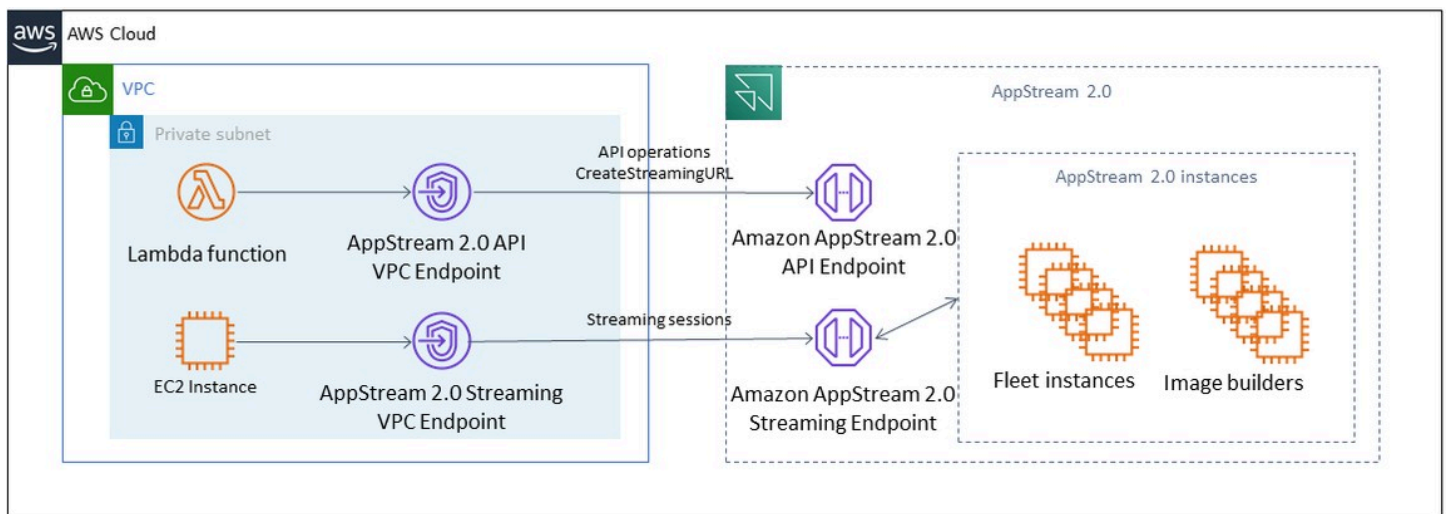 aws AWS Cloud
VPC
AppStream 2.0
Private subnet
API operations
CreateStreamingURL
AppStream 2.0 instances
Lambda function
AppStream 2.0 API
VPC Endpoint
Amazon AppStream 2.0
API Endpoint
Streaming sessions
EC2 Instance
AppStream 2.0 Streaming
VPC Endpoint
Amazon AppStream 2.0
Streaming Endpoint
Fleet instances
Image builders